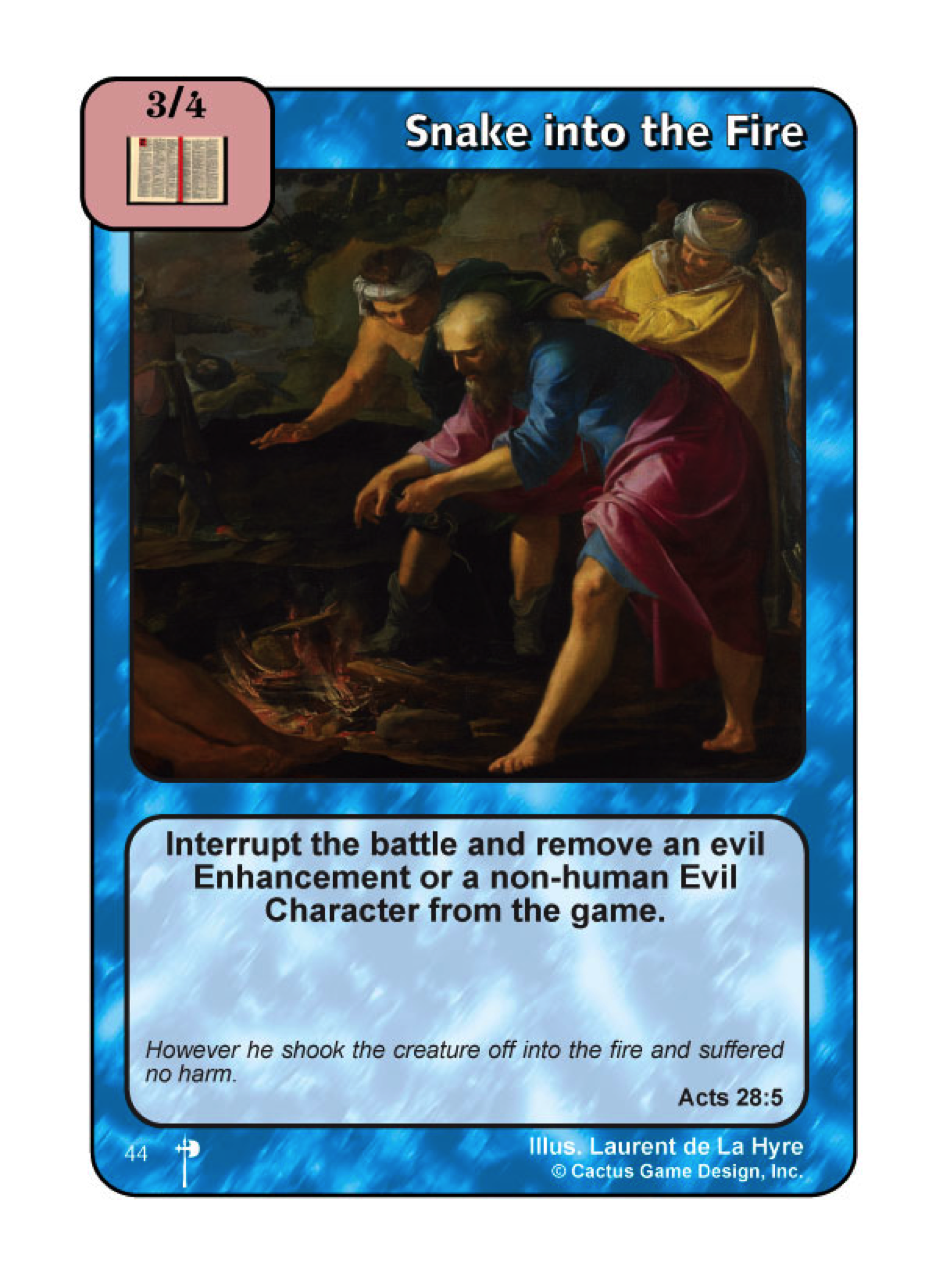 3/4
Snake into the Fire
Interrupt the battle and remove an evil
Enhancement or a non-human Evil
Character from the game.
However he shook the creature off into the fire and suffered
no harm.
Acts 28:5
44
Illus. Laurent de La Hyre
© Cactus Game Design, Inc.